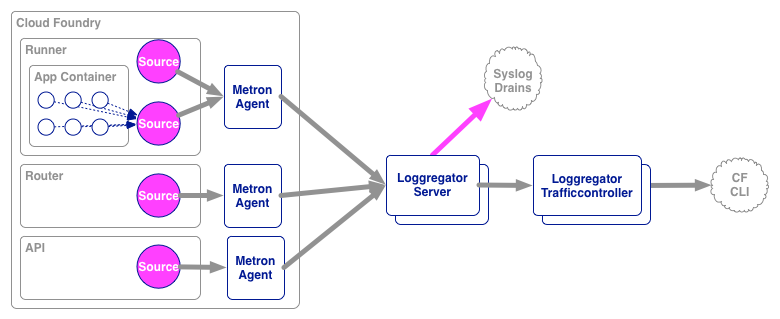 Cloud Foundry
Runner
Source
App Container
Source
Metron
Agent
Router
Source
Metron
Agent
API
Source
Metron
Agent
Loggregator
Server
Syslog
Drains
Loggregator
Trafficcontroller
CF
CLI